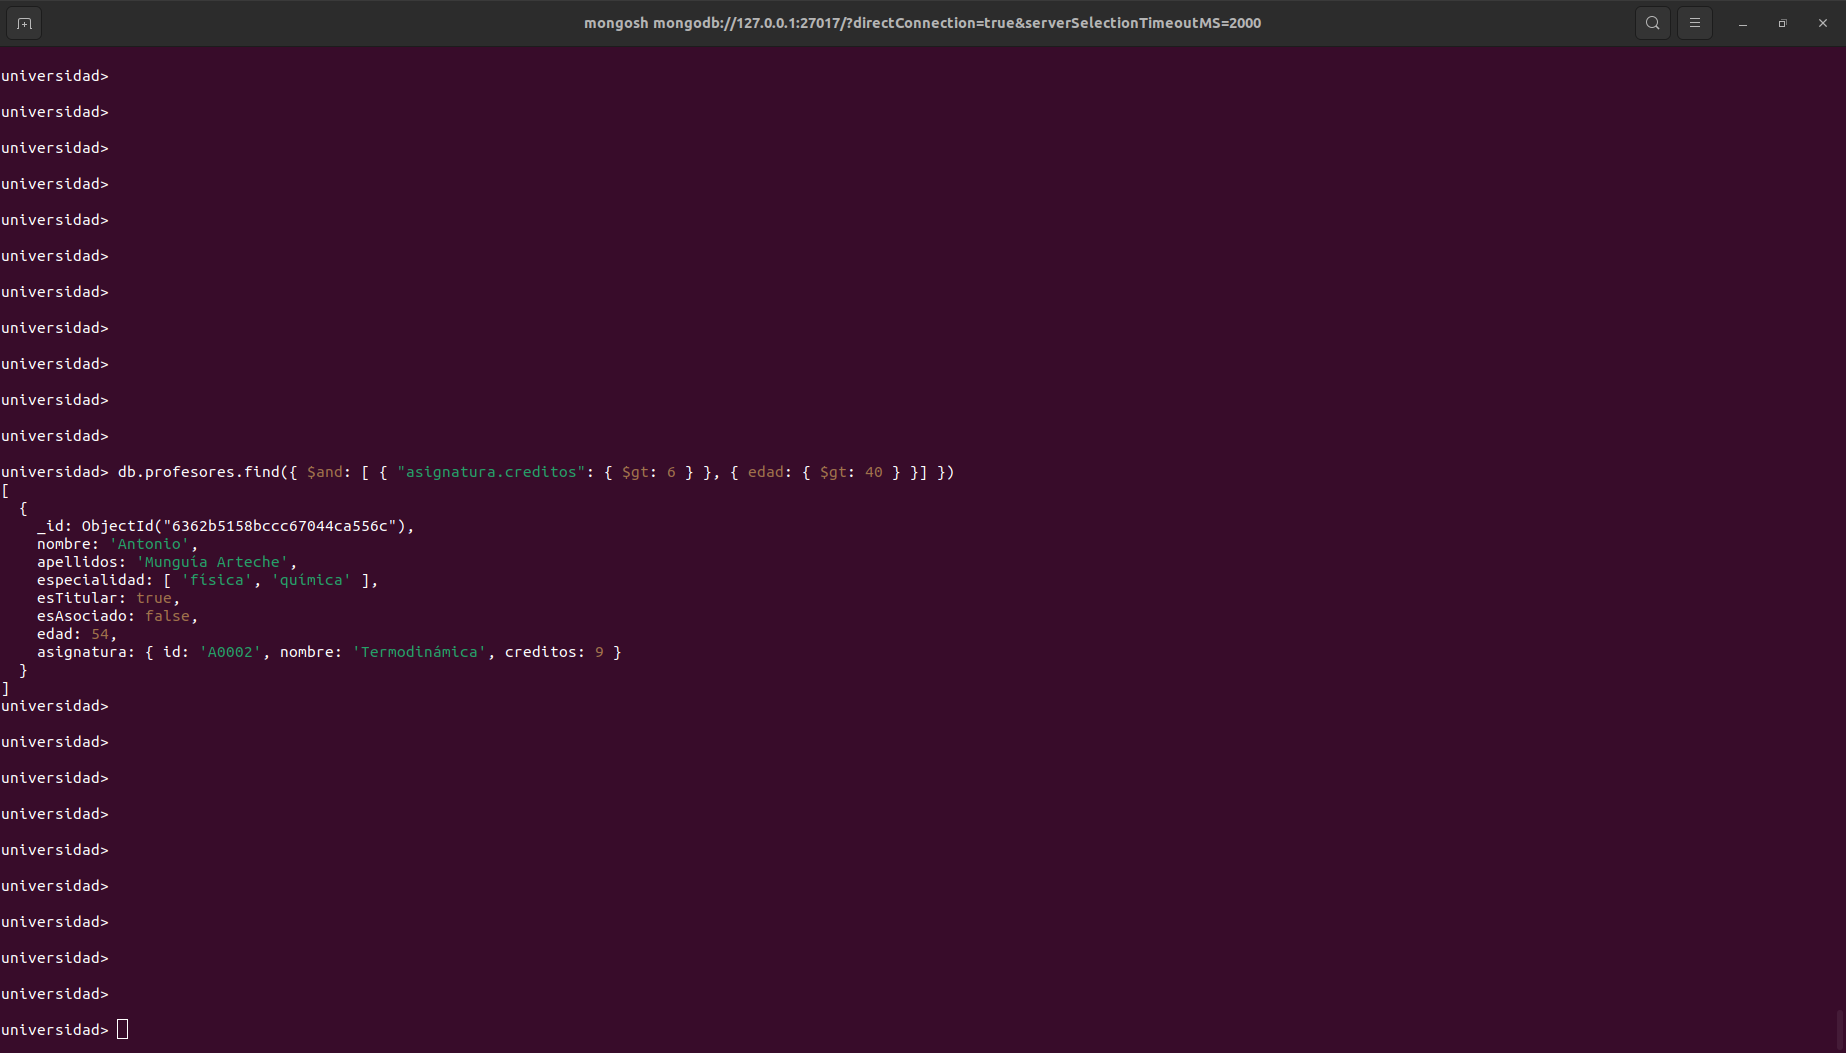 mongosh mongodb://127.0.0.1:27017/?directConnection=true&serverSelectionTimeoutMS=2000
universidad>
universidad>
universidad>
universidad>
universidad>
universidad>
universidad>
universidad>
universidad>
universidad>
universidad>
universidad> db.profesores.find({ $and: [ { "asignatura.creditos": { $gt: 6 } }, { edad: { $gt: 40 } }] })
[
  {
    _id: ObjectId("6362b5158bccc67044ca556c"),
    nombre: 'Antonio',
    apellidos: 'Munguía Arteche',
    especialidad: [ 'física', 'química' ],
    esTitular: true,
    esAsociado: false,
    edad: 54,
    asignatura: { id: 'A0002', nombre: 'Termodinámica', creditos: 9 }
  }
]
universidad>
universidad>
universidad>
universidad>
universidad>
universidad>
universidad>
universidad>
universidad>
universidad>